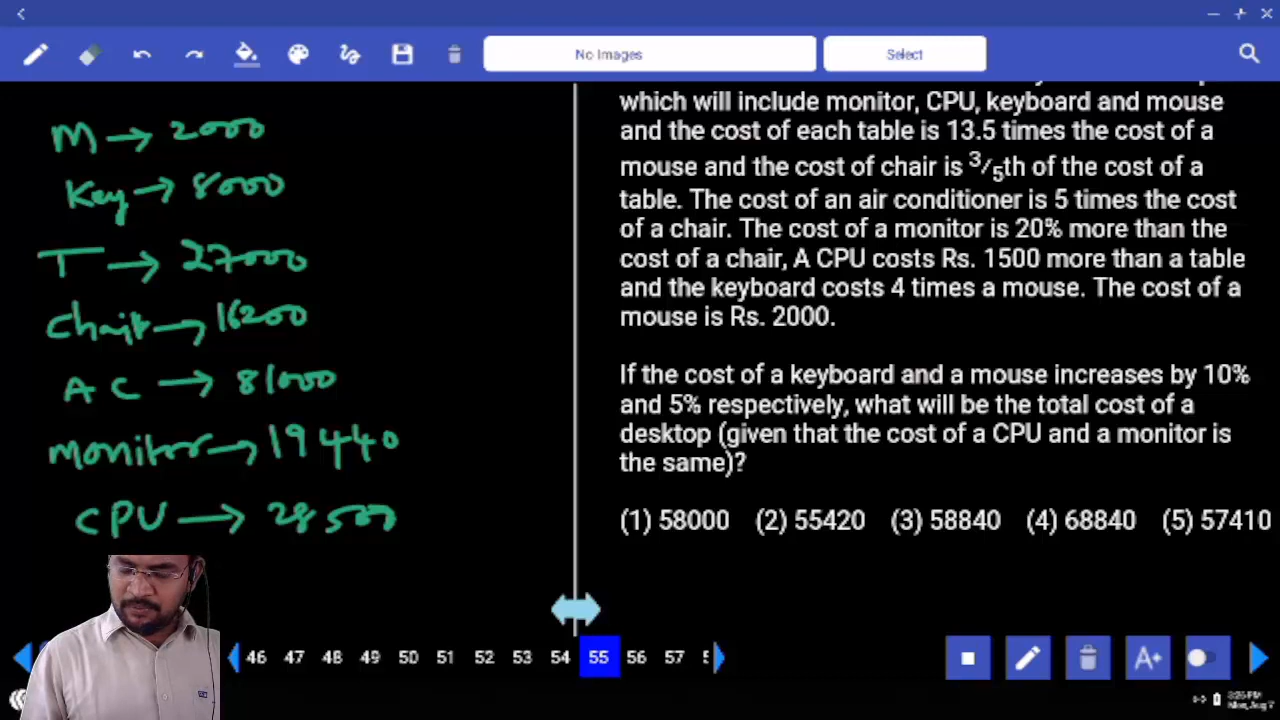 No Images
Select
M → 2000
Key → 8000
T → 27000
Chair → 16200
AC → 81000
monitor → 19440
CPU → 28500
which will include monitor, CPU, keyboard and mouse
and the cost of each table is 13.5 times the cost of a
mouse and the cost of chair is 3/5th of the cost of a
table. The cost of an air conditioner is 5 times the cost
of a chair. The cost of a monitor is 20% more than the
cost of a chair, A CPU costs Rs. 1500 more than a table
and the keyboard costs 4 times a mouse. The cost of a
mouse is Rs. 2000.
If the cost of a keyboard and a mouse increases by 10%
and 5% respectively, what will be the total cost of a
desktop (given that the cost of a CPU and a monitor is
the same)?
(1) 58000 (2) 55420 (3) 58840 (4) 68840 (5) 57410
46 47 48 49 50 51 52 53 54 55 56 57
A+